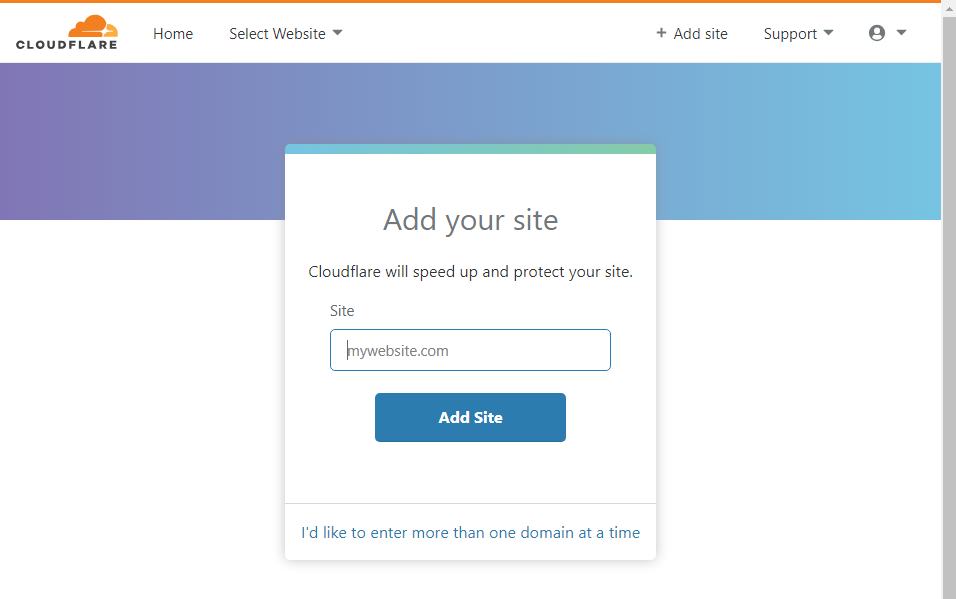 CLOUDFLARE
Home
Select Website
+ Add site
Support
Add your site
Cloudflare will speed up and protect your site.
Site
mywebsite.com
Add Site
I'd like to enter more than one domain at a time